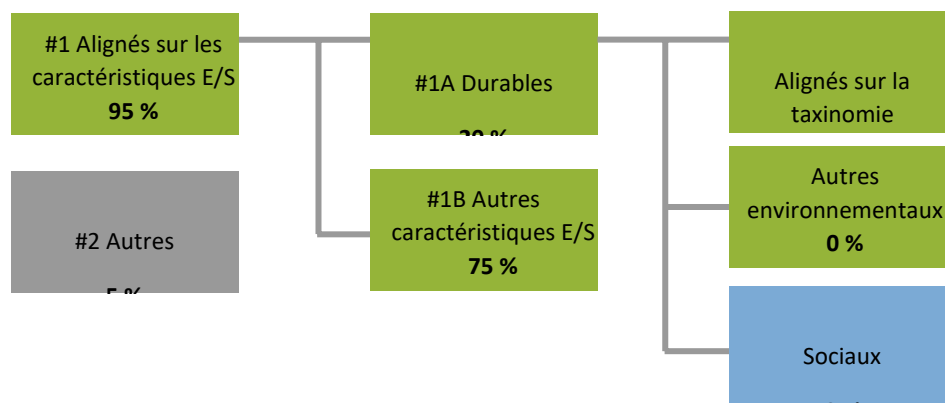 #1 Alignés sur les
caractéristiques E/S
95 %
#2 Autres
#1A Durables
#1B Autres
caractéristiques E/S
75 %
Alignés sur la
taxinomie
Autres
environnementaux
0 %
Sociaux